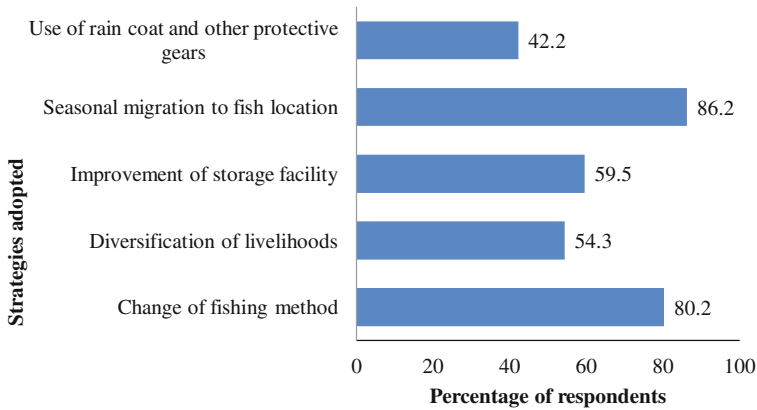 Use of rain coat and other protective
gears
42.2
Seasonal migration to fish location
86.2
Improvement of storage facility
59.5
Diversification of livelihoods
54.3
Change of fishing method
80.2
Strategies adopted
0 20 40 60 80 100
Percentage of respondents